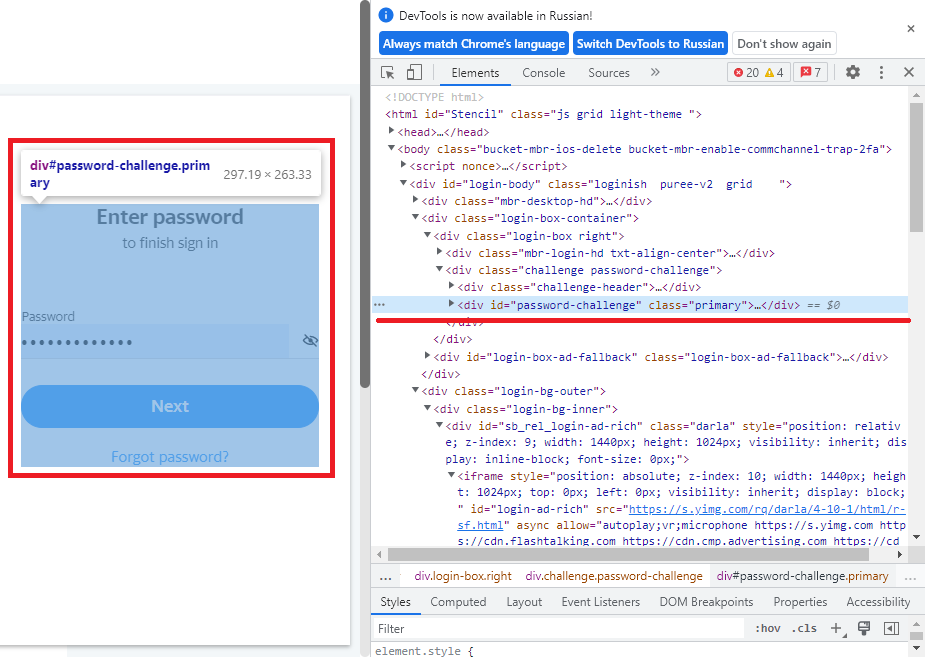 div#password-challenge.prim
ary
297.19 × 263.33
Enter password
to finish sign in
Password
•••••••••••••
Next
Forgot password?
DevTools is now available in Russian!
Always match Chrome's language
Switch DevTools to Russian
Don't show again
Elements
Console
Sources
20
4
7
<!DOCTYPE html>
<html id="Stencil" class="js grid light-theme ">
<head>…</head>
<body class="bucket-mbr-ios-delete bucket-mbr-enable-commchannel-trap-2fa">
<script nonce>…</script>
<div id="login-body" class="loginish  puree-v2  grid    ">
<div class="mbr-desktop-hd">…</div>
<div class="login-box-container">
<div class="login-box right">
<div class="mbr-login-hd txt-align-center">…</div>
<div class="challenge password-challenge">
<div class="challenge-header">…</div>
<div id="password-challenge" class="primary">…</div> == $0
</div>
</div>
<div id="login-box-ad-fallback" class="login-box-ad-fallback">…</div>
</div>
<div class="login-bg-outer">
<div class="login-bg-inner">
<div id="sb_rel_login-ad-rich" class="darla" style="position: relativ
e; z-index: 9; width: 1440px; height: 1024px; visibility: inherit; dis
play: inline-block; font-size: 0px;">
<iframe style="position: absolute; z-index: 10; width: 1440px; heigh
t: 1024px; top: 0px; left: 0px; visibility: inherit; display: block;
" id="login-ad-rich" src="https://s.yimg.com/rq/darla/4-10-1/html/r-
sf.html" async allow="autoplay;vr;microphone https://s.yimg.com http
s://cdn.flashtalking.com https://cdn.cmp.advertising.com https://cd
...
div.login-box.right
div.challenge.password-challenge
div#password-challenge.primary
...
Styles
Computed
Layout
Event Listeners
DOM Breakpoints
Properties
Accessibility
Filter
:hov
.cls
element.style {